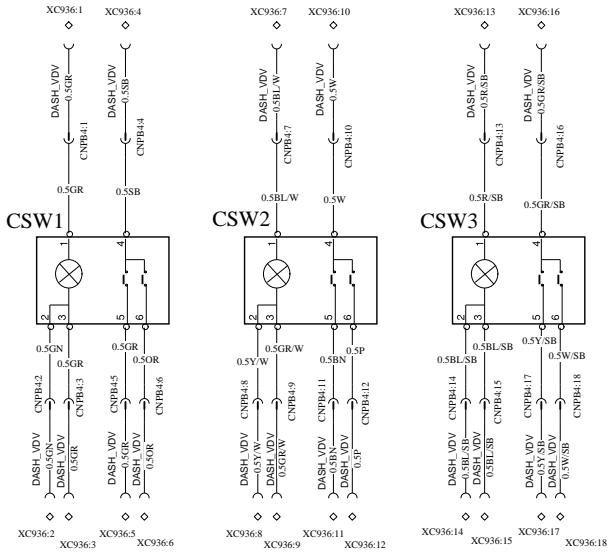 XC936:1 XC936:4 XC936:7 XC936:10 XC936:13 XC936:16
DASH_VDV 0.5GR DASH_VDV 0.5SB DASH_VDV 0.5BL/W DASH_VDV 0.5W DASH_VDV 0.5R/SB DASH_VDV 0.5GR/SB
CNPB4:1 CNPB4:4 CNPB4:7 CNPB4:10 CNPB4:13 CNPB4:16
0.5GR 0.5SB 0.5BL/W 0.5W 0.5R/SB 0.5GR/SB
CSW1 CSW2 CSW3
1 4 1 4 1 4
2 3 5 6 2 3 5 6 2 3 5 6
0.5GN 0.5GR 0.5GR 0.5OR 0.5Y/W 0.5GR/W 0.5BN 0.5P 0.5BL/SB 0.5BL/SB 0.5Y/SB 0.5W/SB
CNPB4:2 CNPB4:3 CNPB4:5 CNPB4:6 CNPB4:8 CNPB4:9 CNPB4:11 CNPB4:12 CNPB4:14 CNPB4:15 CNPB4:17 CNPB4:18
DASH_VDV 0.5GN DASH_VDV 0.5GR DASH_VDV 0.5GR DASH_VDV 0.5OR DASH_VDV 0.5Y/W DASH_VDV 0.5GR/W DASH_VDV 0.5BN DASH_VDV 0.5P DASH_VDV 0.5BL/SB DASH_VDV 0.5BL/SB DASH_VDV 0.5Y/SB DASH_VDV 0.5W/SB
XC936:2 XC936:5 XC936:8 XC936:11 XC936:14 XC936:17
XC936:3 XC936:6 XC936:9 XC936:12 XC936:15 XC936:18